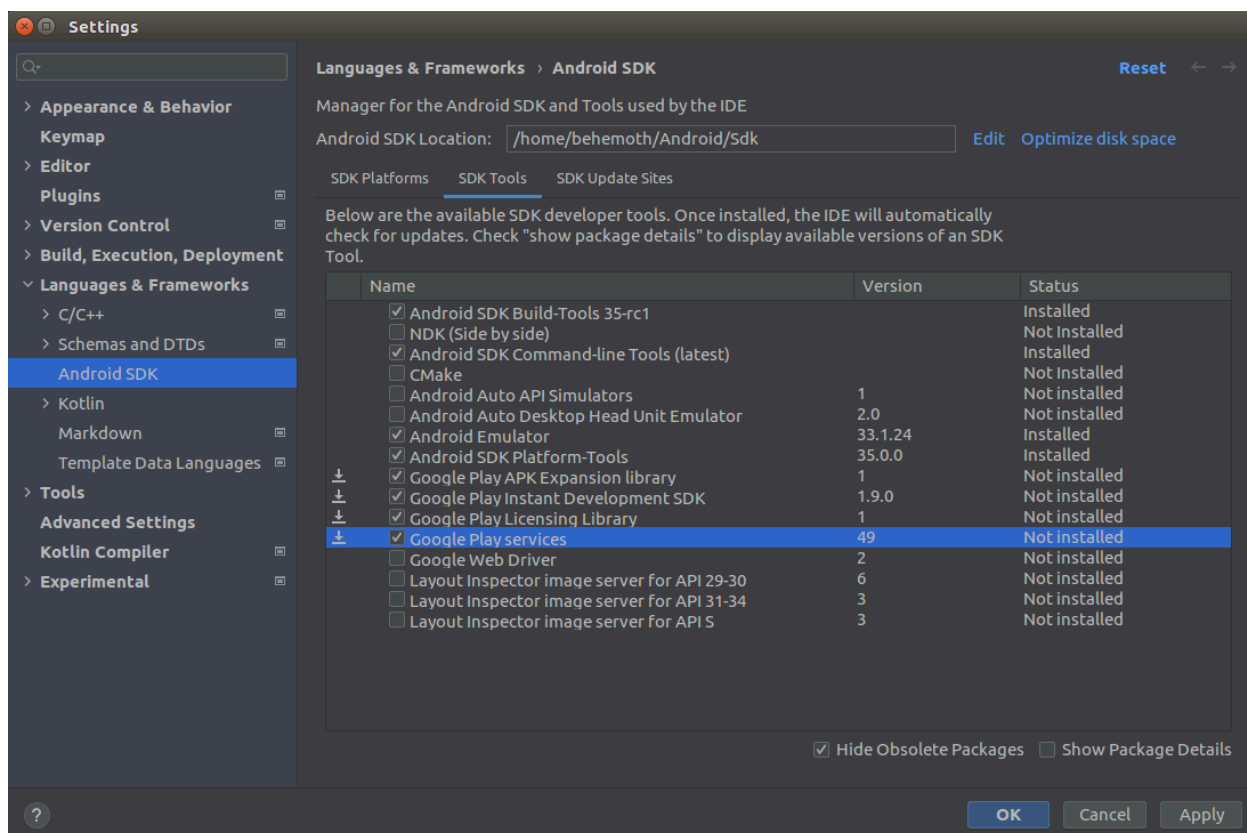 Settings
Languages & Frameworks › Android SDK Reset ← →
Manager for the Android SDK and Tools used by the IDE
Android SDK Location: /home/behemoth/Android/Sdk Edit Optimize disk space
SDK Platforms SDK Tools SDK Update Sites
Below are the available SDK developer tools. Once installed, the IDE will automatically
check for updates. Check "show package details" to display available versions of an SDK
Tool.
Appearance & Behavior
Keymap
Editor
Plugins
Version Control
Build, Execution, Deployment
Languages & Frameworks
C/C++
Schemas and DTDs
Android SDK
Kotlin
Markdown
Template Data Languages
Tools
Advanced Settings
Kotlin Compiler
Experimental
Name Version Status
Android SDK Build-Tools 35-rc1 Installed
NDK (Side by side) Not Installed
Android SDK Command-line Tools (latest) Installed
CMake Not Installed
Android Auto API Simulators 1 Not installed
Android Auto Desktop Head Unit Emulator 2.0 Not installed
Android Emulator 33.1.24 Installed
Android SDK Platform-Tools 35.0.0 Installed
Google Play APK Expansion library 1 Not installed
Google Play Instant Development SDK 1.9.0 Not installed
Google Play Licensing Library 1 Not installed
Google Play services 49 Not installed
Google Web Driver 2 Not installed
Layout Inspector image server for API 29-30 6 Not installed
Layout Inspector image server for API 31-34 3 Not installed
Layout Inspector image server for API S 3 Not installed
Hide Obsolete Packages Show Package Details
? OK Cancel Apply